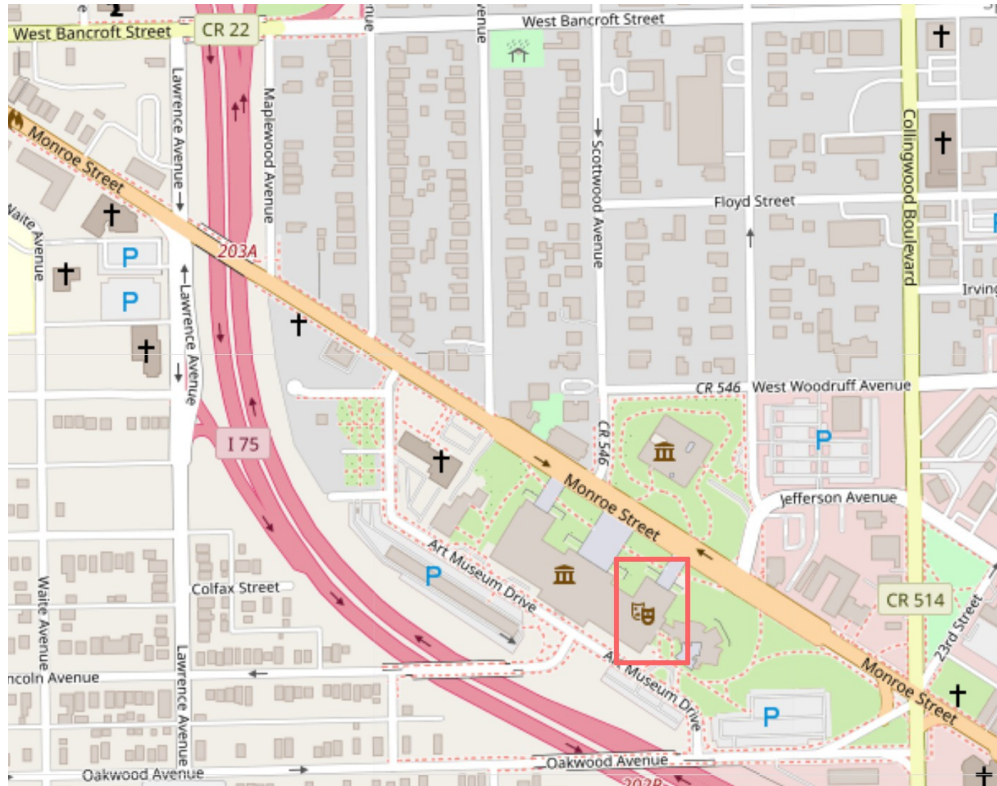 West Bancroft Street
West Bancroft Street
CR 22
Lawrence Avenue
Maplewood Avenue
Monroe Street
Scottwood Avenue
Collingwood Boulevard
Floyd Street
Waite Avenue
203A
P
P
P
Irving
Lawrence Avenue
CR 546
West Woodruff Avenue
I 75
CR 546
P
Monroe Street
Jefferson Avenue
Art Museum Drive
P
Colfax Street
CR 514
Waite Avenue
23rd Street
Lawrence Avenue
ncoln Avenue
Art Museum Drive
Monroe Street
P
Oakwood Avenue
Oakwood Avenue
202B